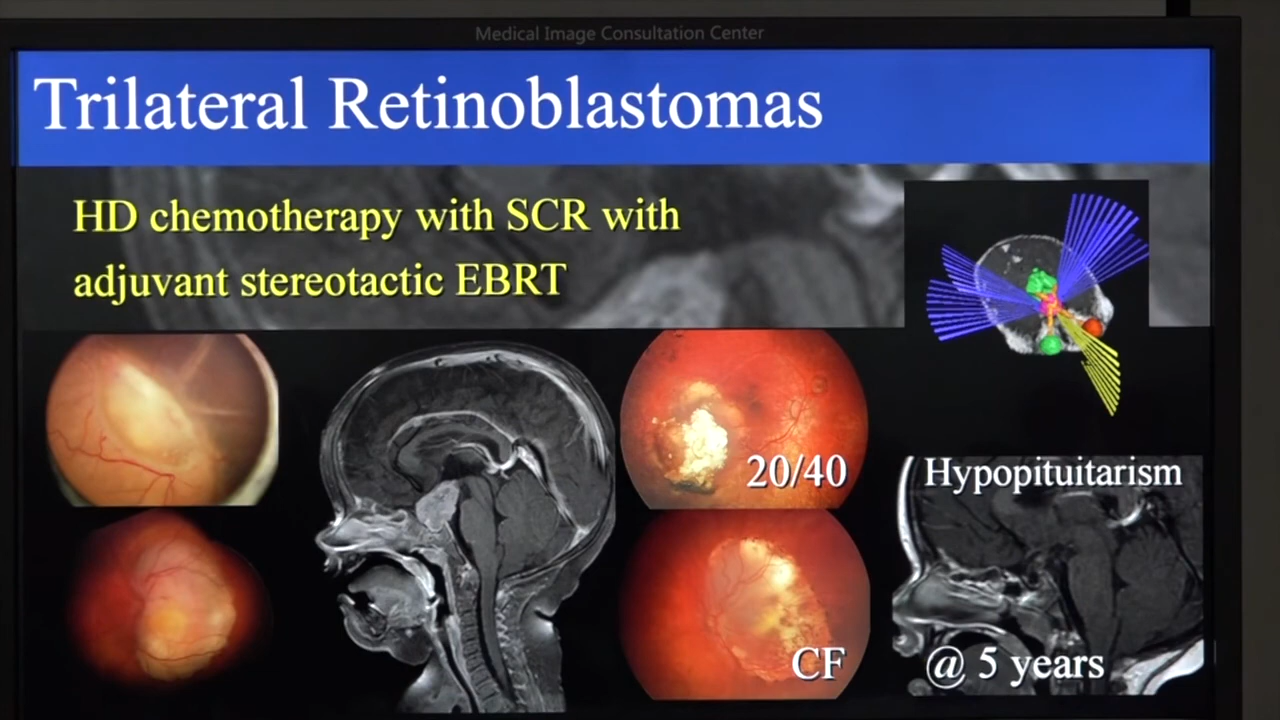 Medical Image Consultation Center
Trilateral Retinoblastomas
HD chemotherapy with SCR with
adjuvant stereotactic EBRT
20/40
Hypopituitarism
CF
@ 5 years